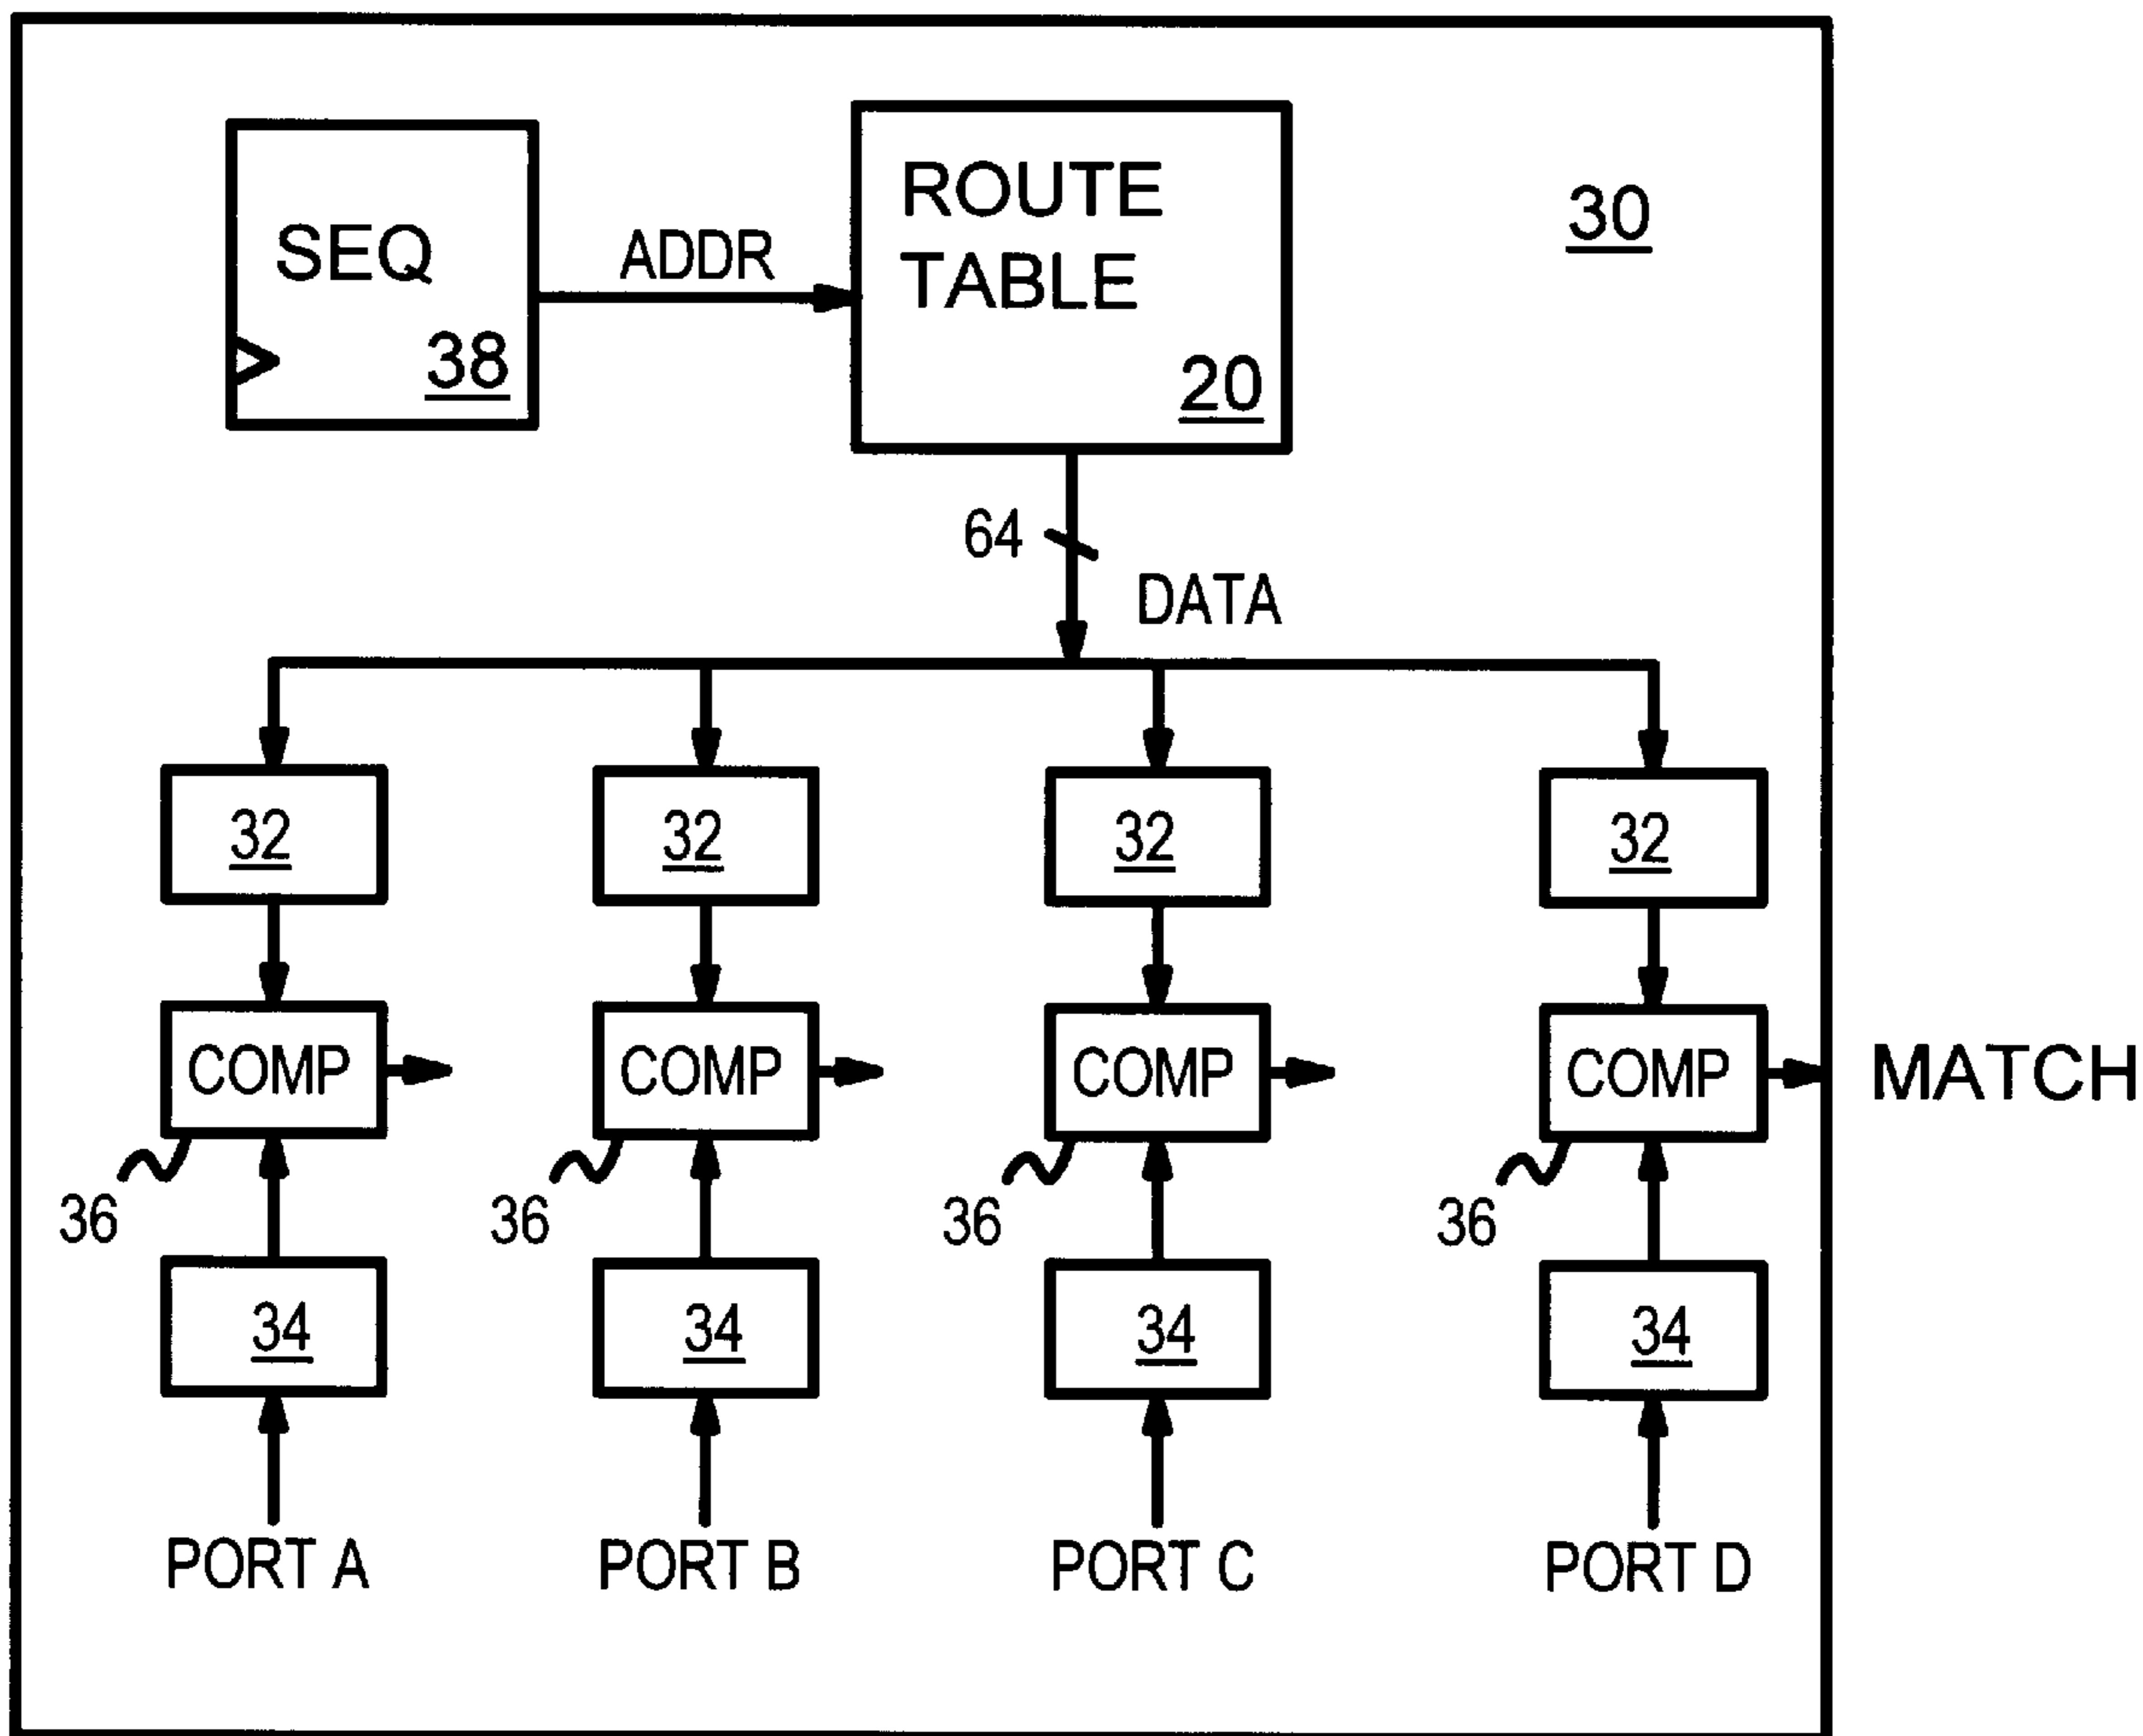 SEQ
38
ADDR
ROUTE
TABLE
20
30
64
DATA
32
32
32
32
COMP
COMP
COMP
COMP
MATCH
36
36
36
36
34
34
34
34
PORT A
PORT B
PORT C
PORT D